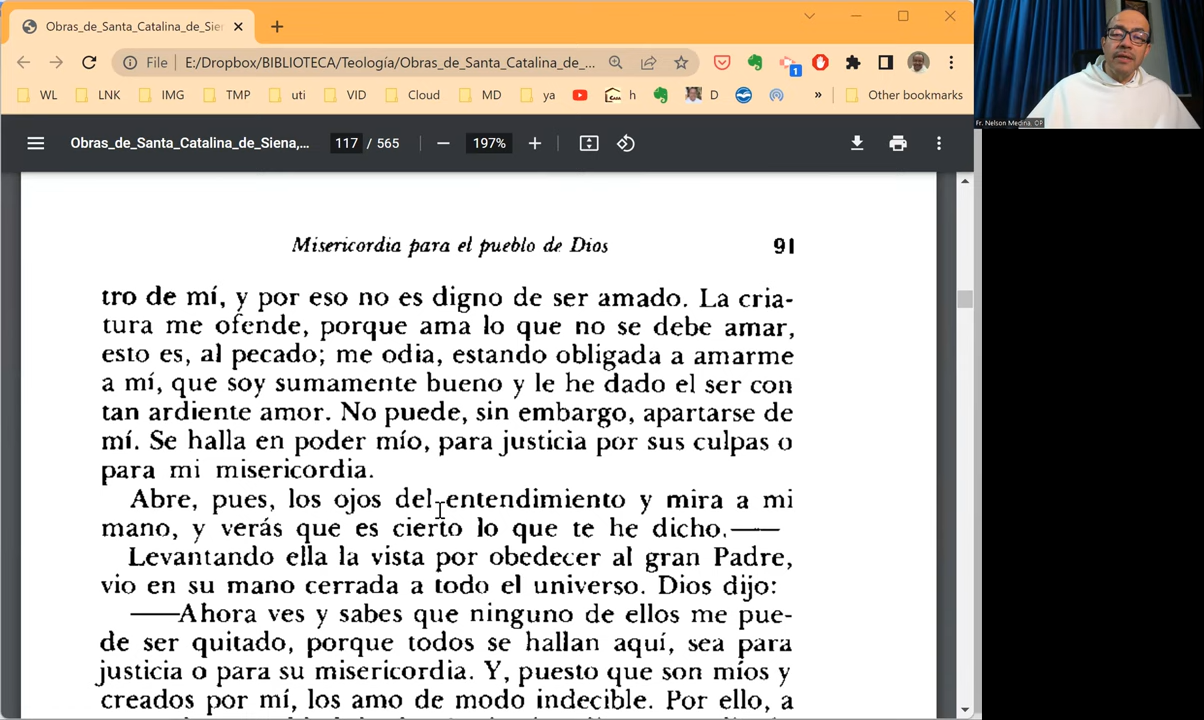 Obras_de_Santa_Catalina_de_Sie
File
E:/Dropbox/BIBLIOTECA/Teología/Obras_de_Santa_Catalina_de_...
1
WL LNK IMG TMP uti VID Cloud MD ya h D » Other bookmarks
Obras_de_Santa_Catalina_de_Siena,... 117 / 565 197%
Fr. Nelson Medina, OP
Misericordia para el pueblo de Dios 91
tro de mí, y por eso no es digno de ser amado. La cria-
tura me ofende, porque ama lo que no se debe amar,
esto es, al pecado; me odia, estando obligada a amarme
a mí, que soy sumamente bueno y le he dado el ser con
tan ardiente amor. No puede, sin embargo, apartarse de
mí. Se halla en poder mío, para justicia por sus culpas o
para mi misericordia.
Abre, pues, los ojos del entendimiento y mira a mi
mano, y verás que es cierto lo que te he dicho.——
Levantando ella la vista por obedecer al gran Padre,
vio en su mano cerrada a todo el universo. Dios dijo:
——Ahora ves y sabes que ninguno de ellos me pue-
de ser quitado, porque todos se hallan aquí, sea para
justicia o para su misericordia. Y, puesto que son míos y
creados por mí, los amo de modo indecible. Por ello, a